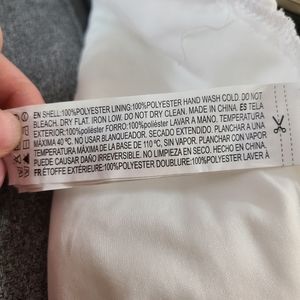 EN SHELL:100%POLYESTER LINING:100%POLYESTER HAND WASH COLD. DO NOT
BLEACH. DRY FLAT. IRON LOW. DO NOT DRY CLEAN. MADE IN CHINA. ES TELA
EXTERIOR:100%poliéster FORRO:100%poliéster LAVAR A MANO. TEMPERATURA
MÁXIMA 40 ºC. NO USAR BLANQUEADOR. SECADO EXTENDIDO. PLANCHAR A UNA
TEMPERATURA MÁXIMA DE LA BASE DE 110 ºC, SIN VAPOR. PLANCHAR CON VAPOR
PUEDE CAUSAR DAÑO IRREVERSIBLE. NO LIMPIEZA EN SECO. HECHO EN CHINA.
FR ÉTOFFE EXTÉRIEURE:100%POLYESTER DOUBLURE:100%POLYESTER LAVER À